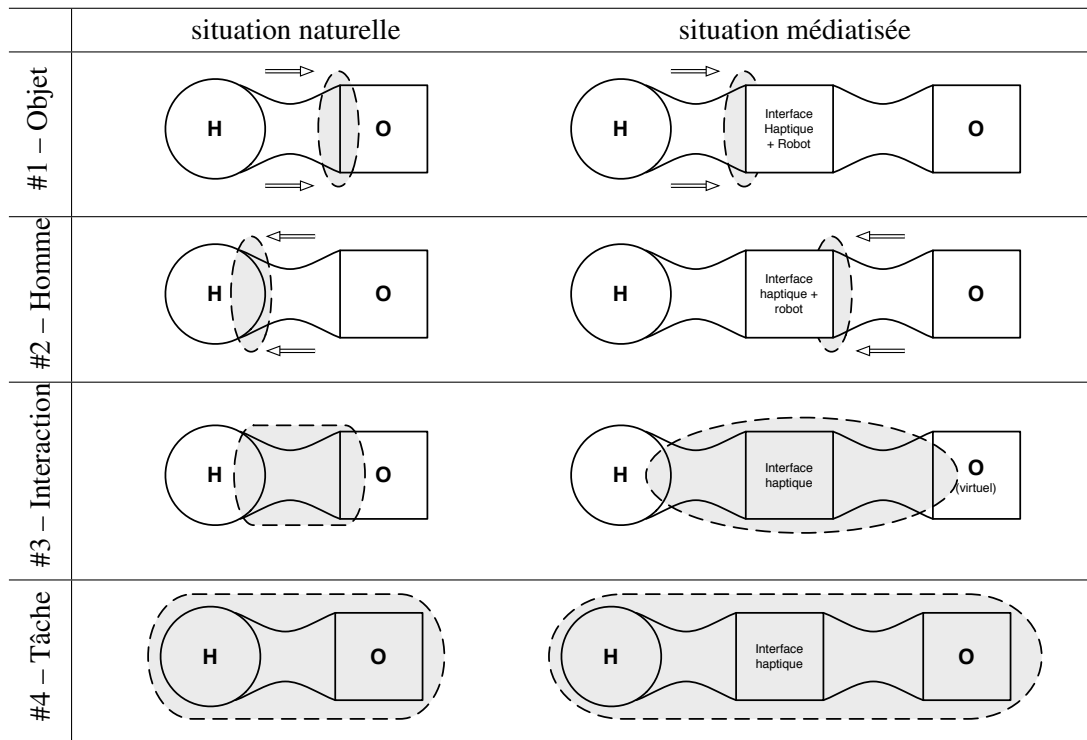 situation naturelle
situation médiatisée
#1 – Objet
H
O
H
Interface
Haptique
+ Robot
O
#2 – Homme
H
O
H
Interface
haptique +
robot
O
#3 – Interaction
H
O
H
Interface
haptique
O
(virtuel)
#4 – Tâche
H
O
H
Interface
haptique
O